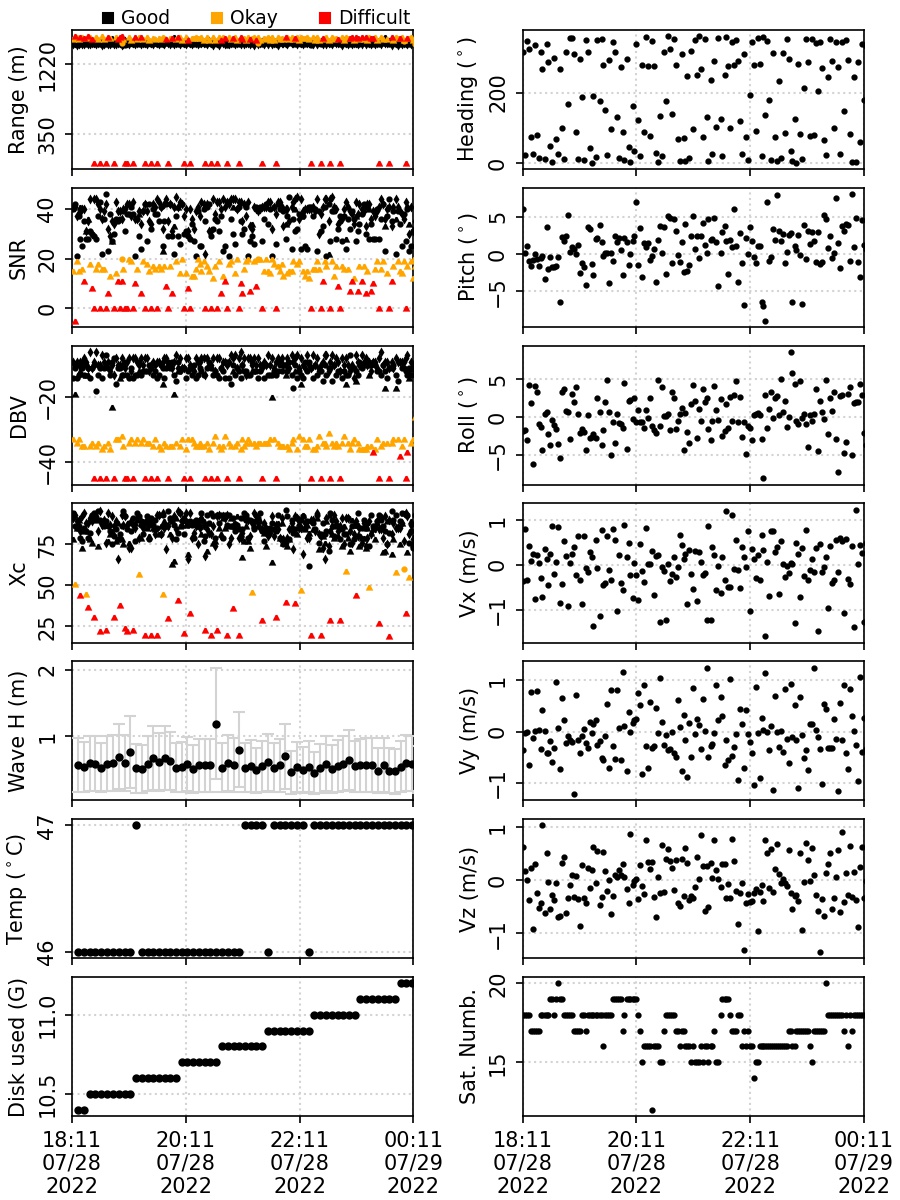 Good Okay Difficult
Range (m)
1220
350
Heading (°)
200
0
SNR
40
20
0
Pitch (°)
5
0
−5
DBV
−20
−40
Roll (°)
5
0
−5
Xc
75
50
25
Vx (m/s)
1
0
−1
Wave H (m)
2
1
Vy (m/s)
1
0
−1
Temp (°C)
47
46
Vz (m/s)
1
0
−1
Disk used (G)
11.0
10.5
Sat. Numb.
20
15
18:11 20:11 22:11 00:11 18:11 20:11 22:11 00:11
07/28 07/28 07/28 07/29 07/28 07/28 07/28 07/29
2022 2022 2022 2022 2022 2022 2022 2022